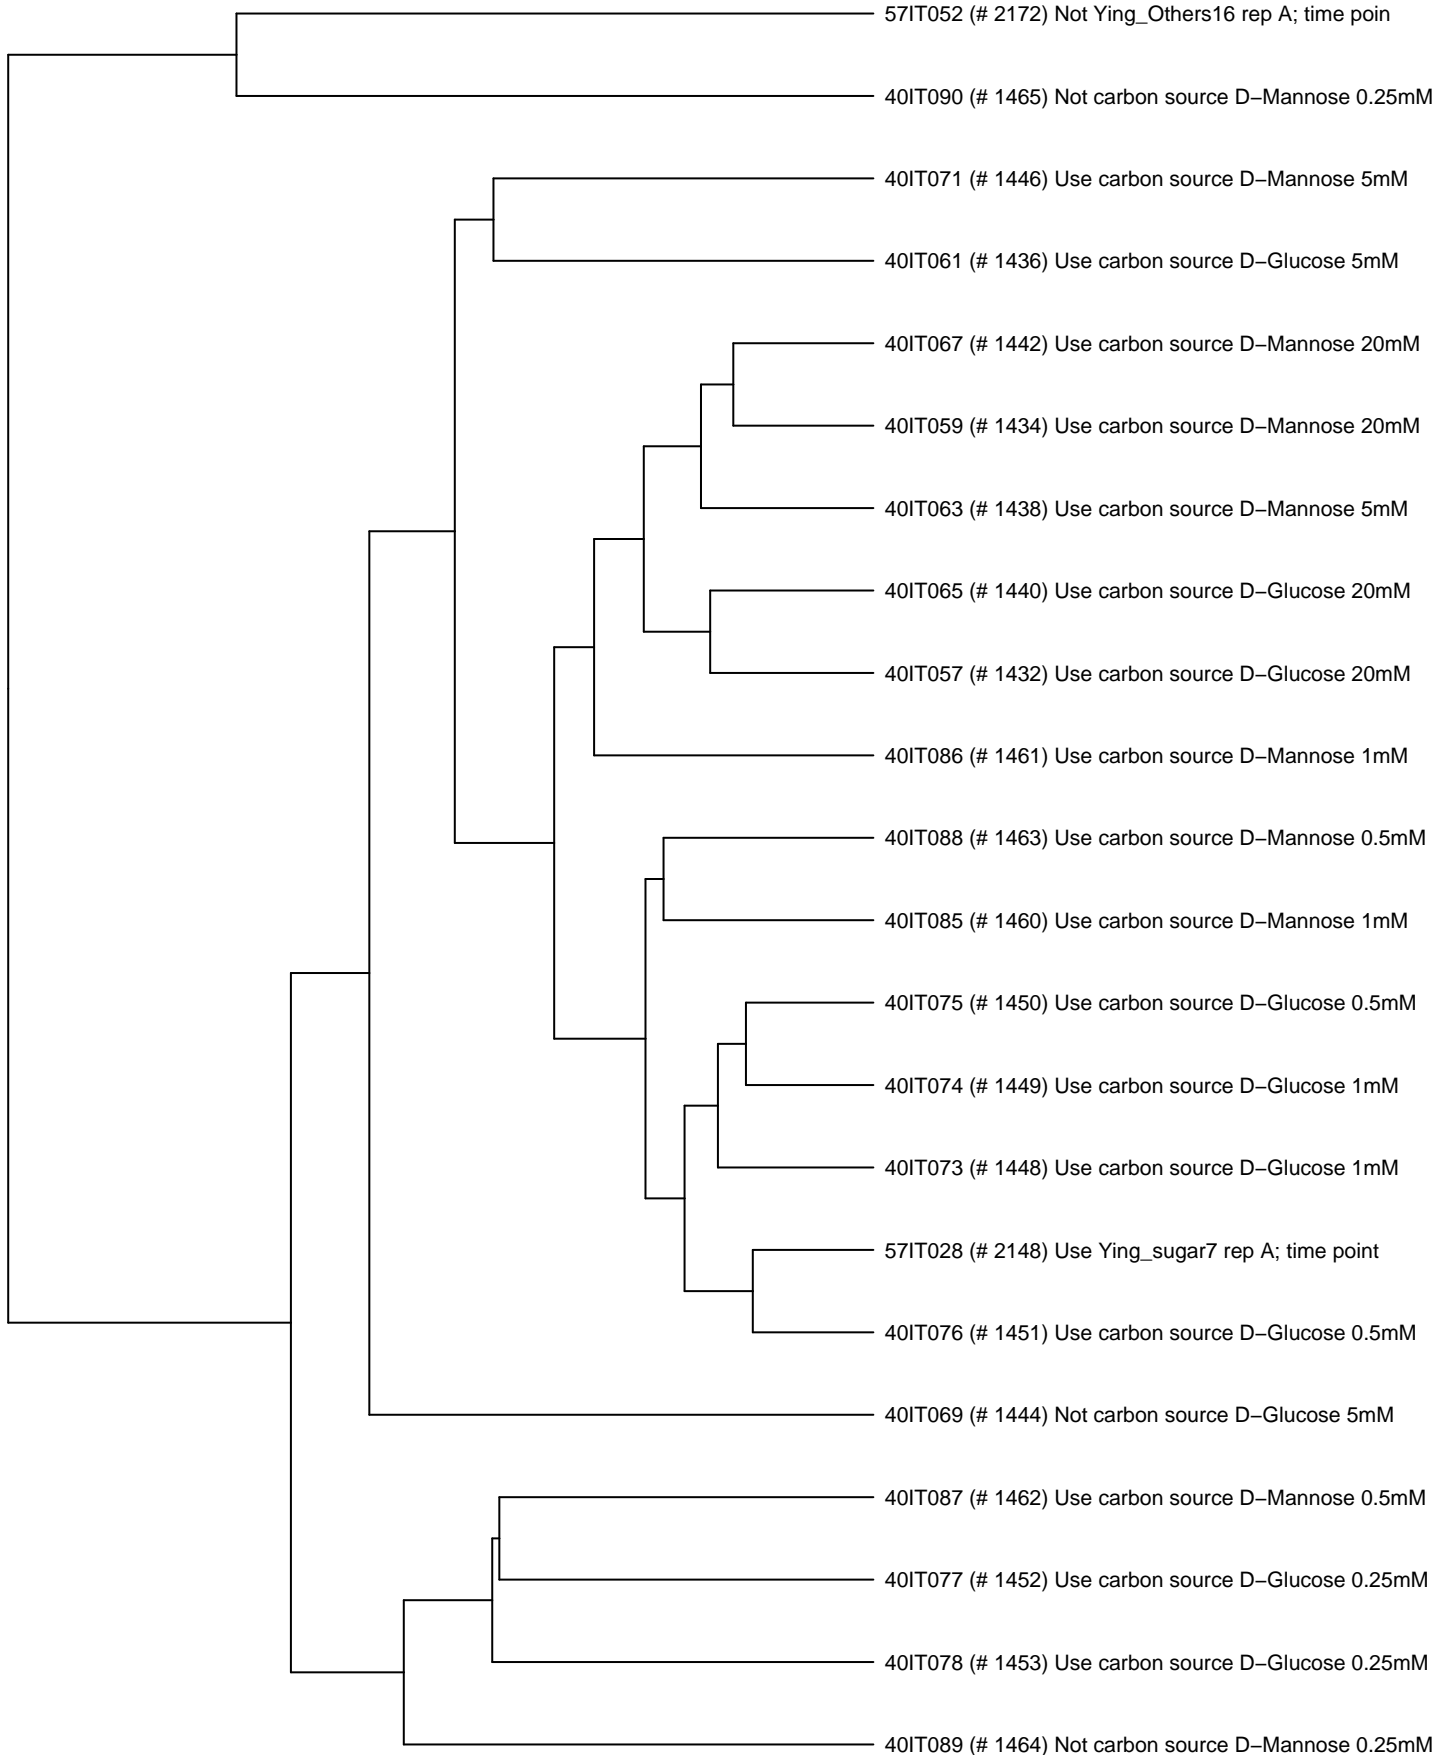 57IT052 (# 2172) Not Ying_Others16 rep A; time poin
40IT090 (# 1465) Not carbon source D−Mannose 0.25mM
40IT071 (# 1446) Use carbon source D−Mannose 5mM
40IT061 (# 1436) Use carbon source D−Glucose 5mM
40IT067 (# 1442) Use carbon source D−Mannose 20mM
40IT059 (# 1434) Use carbon source D−Mannose 20mM
40IT063 (# 1438) Use carbon source D−Mannose 5mM
40IT065 (# 1440) Use carbon source D−Glucose 20mM
40IT057 (# 1432) Use carbon source D−Glucose 20mM
40IT086 (# 1461) Use carbon source D−Mannose 1mM
40IT088 (# 1463) Use carbon source D−Mannose 0.5mM
40IT085 (# 1460) Use carbon source D−Mannose 1mM
40IT075 (# 1450) Use carbon source D−Glucose 0.5mM
40IT074 (# 1449) Use carbon source D−Glucose 1mM
40IT073 (# 1448) Use carbon source D−Glucose 1mM
57IT028 (# 2148) Use Ying_sugar7 rep A; time point
40IT076 (# 1451) Use carbon source D−Glucose 0.5mM
40IT069 (# 1444) Not carbon source D−Glucose 5mM
40IT087 (# 1462) Use carbon source D−Mannose 0.5mM
40IT077 (# 1452) Use carbon source D−Glucose 0.25mM
40IT078 (# 1453) Use carbon source D−Glucose 0.25mM
40IT089 (# 1464) Not carbon source D−Mannose 0.25mM